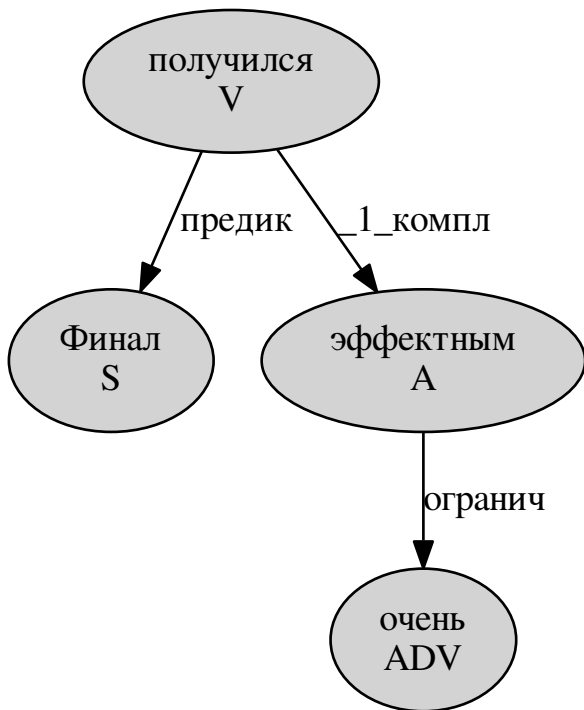 получился
V
предик
_1_компл
Финал
S
эффектным
A
огранич
очень
ADV